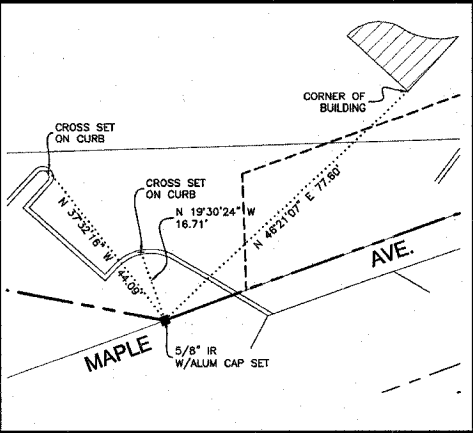 CORNER OF
BUILDING
CROSS SET
ON CURB
CROSS SET
ON CURB
N 19°30'24" W
16.71'
N 37°32'16" W 44.09'
N 46°21'07" E 77.60'
AVE.
MAPLE
5/8" IR
W/ALUM CAP SET